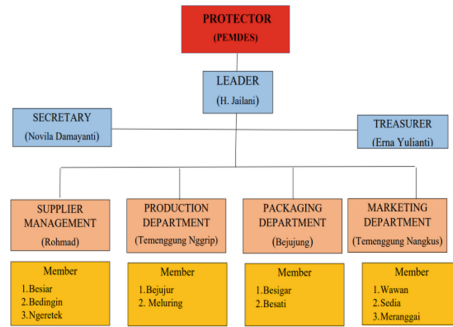 PROTECTOR
(PEMDES)
LEADER
(H. Jailani)
SECRETARY
(Novila Damayanti)
TREASURER
(Erna Yulianti)
SUPPLIER
MANAGEMENT
(Rohmad)
PRODUCTION
DEPARTMENT
(Temenggung Nggrip)
PACKAGING
DEPARTMENT
(Bejujung)
MARKETING
DEPARTMENT
(Temenggung Nangkus)
Member
1.Besiar
2.Bedingin
3.Ngeretek
Member
1.Bejujur
2. Meluring
Member
1.Besigar
2.Besati
Member
1.Wawan
2.Sedia
3.Meranggai